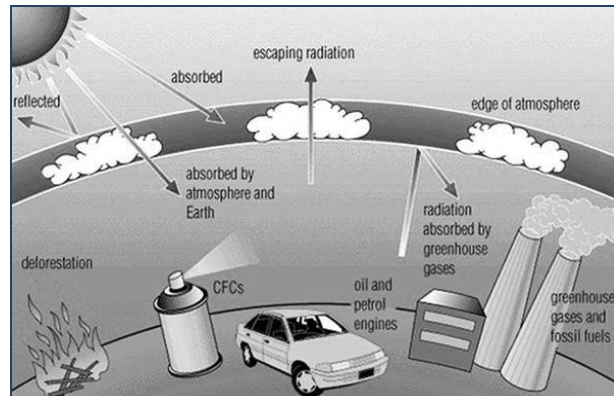 escaping radiation
absorbed
reflected
edge of atmosphere
absorbed by
atmosphere and
Earth
radiation
absorbed by
greenhouse
gases
deforestation
CFCs
oil and
petrol
engines
greenhouse
gases and
fossil fuels